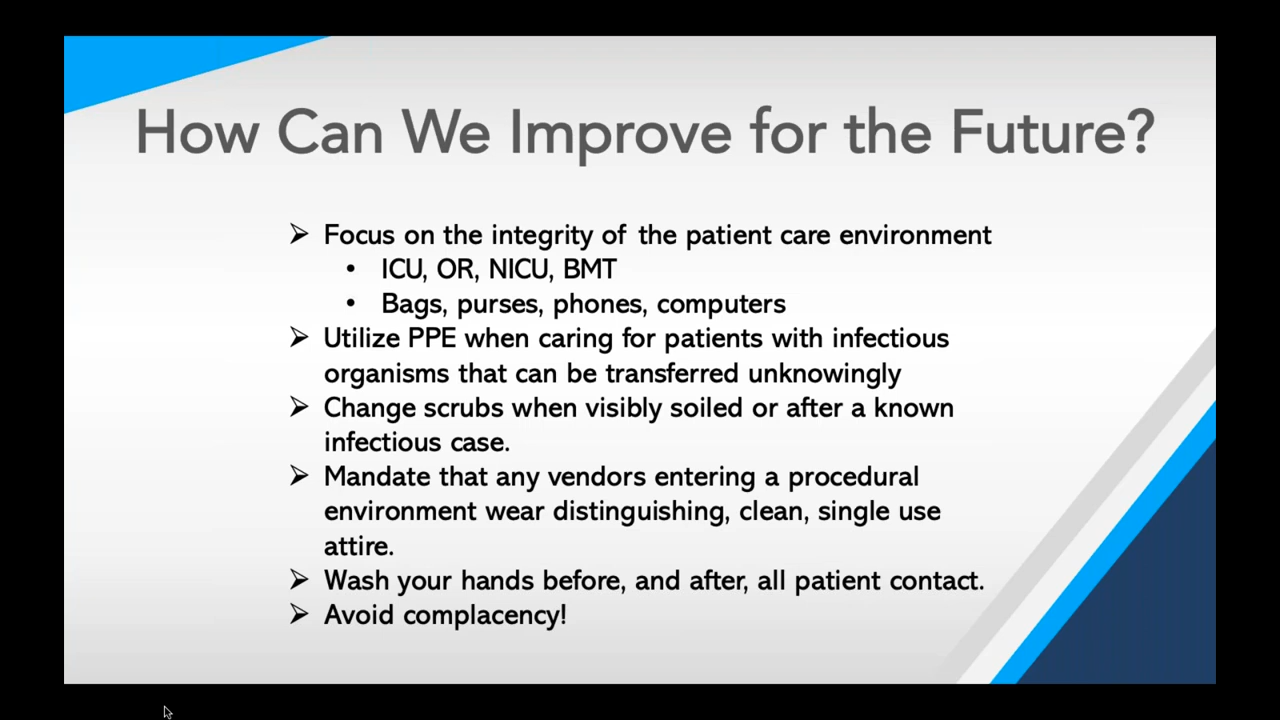 How Can We Improve for the Future?
➢ Focus on the integrity of the patient care environment
• ICU, OR, NICU, BMT
• Bags, purses, phones, computers
➢ Utilize PPE when caring for patients with infectious
organisms that can be transferred unknowingly
➢ Change scrubs when visibly soiled or after a known
infectious case.
➢ Mandate that any vendors entering a procedural
environment wear distinguishing, clean, single use
attire.
➢ Wash your hands before, and after, all patient contact.
➢ Avoid complacency!